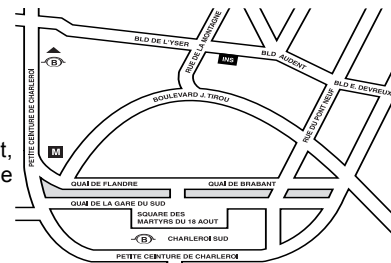 BLD DE L'YSER
RUE DE LA MONTAGNE
INS
BLD AUDENT
BLD E. DEVREUX
B
BOULEVARD J. TIROU
RUE DU PONT NEUF
PETITE CEINTURE DE CHARLEROI
t,
M
e
QUAI DE FLANDRE
QUAI DE BRABANT
QUAI DE LA GARE DU SUD
SQUARE DES
MARTYRS DU 18 AOUT
B
CHARLEROI SUD
PETITE CEINTURE DE CHARLEROI